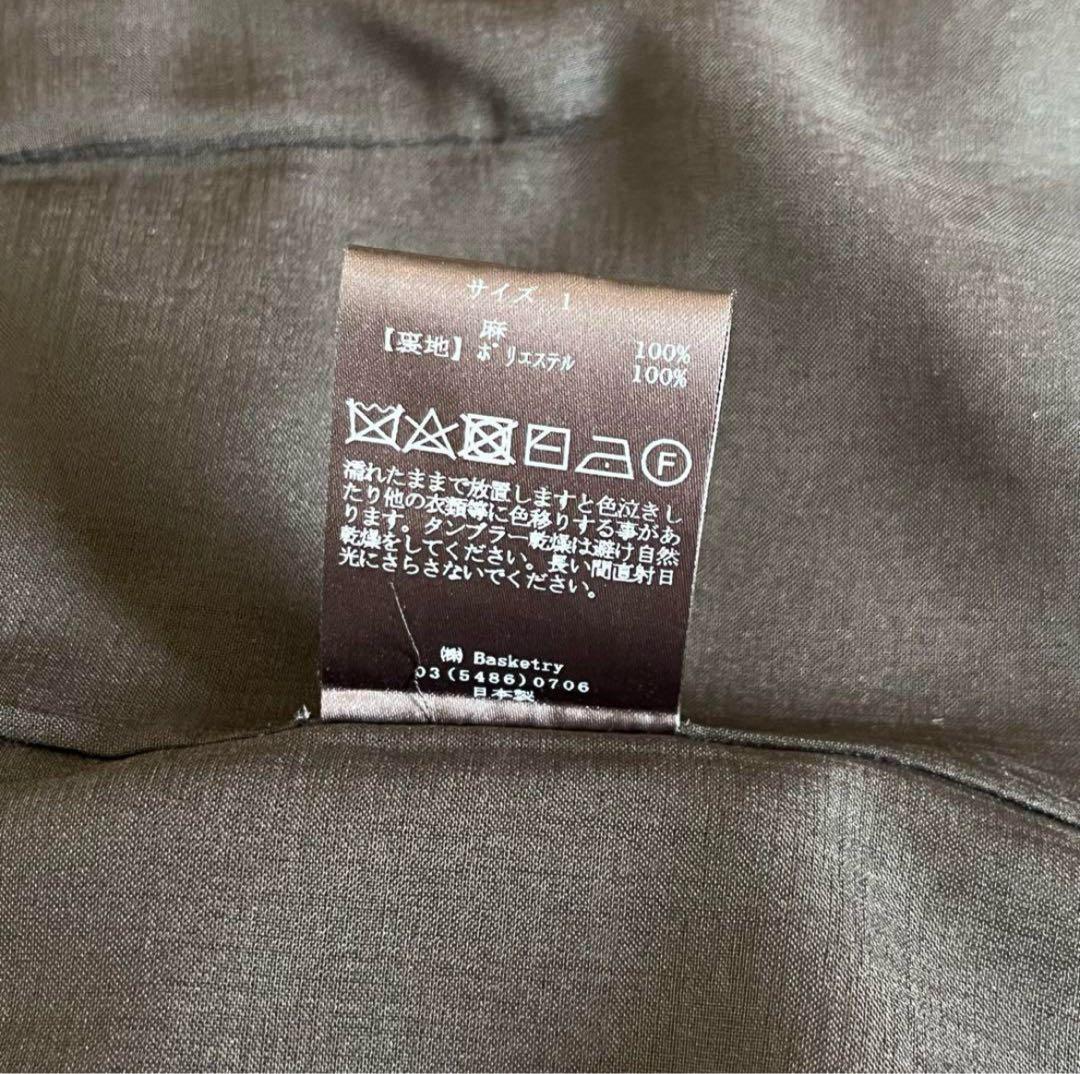 サイズ 1
麻 100%
【裏地】ポリエステル 100%
F
濡れたままで放置しますと色泣きし
たり他の衣類等に色移りする事があ
ります。タンブラー乾燥は避け自然
乾燥をしてください。長い間直射日
光にさらさないでください。
㈱ Basketry
03(5486)0706
日本製